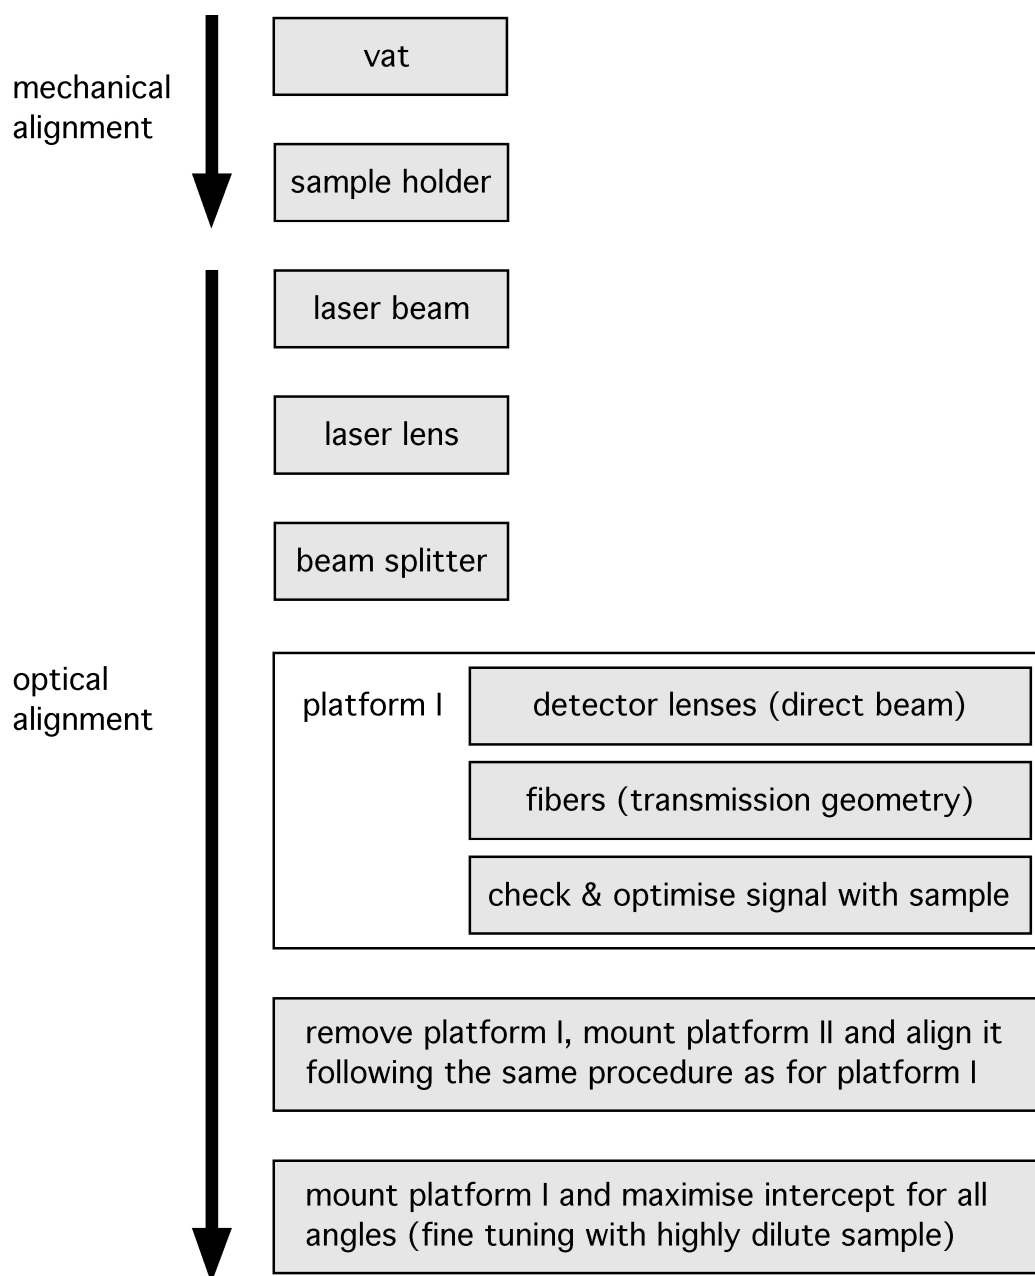 mechanical
alignment
vat
sample holder
laser beam
laser lens
beam splitter
optical
alignment
platform I
detector lenses (direct beam)
fibers (transmission geometry)
check & optimise signal with sample
remove platform I, mount platform II and align it
following the same procedure as for platform I
mount platform I and maximise intercept for all
angles (fine tuning with highly dilute sample)